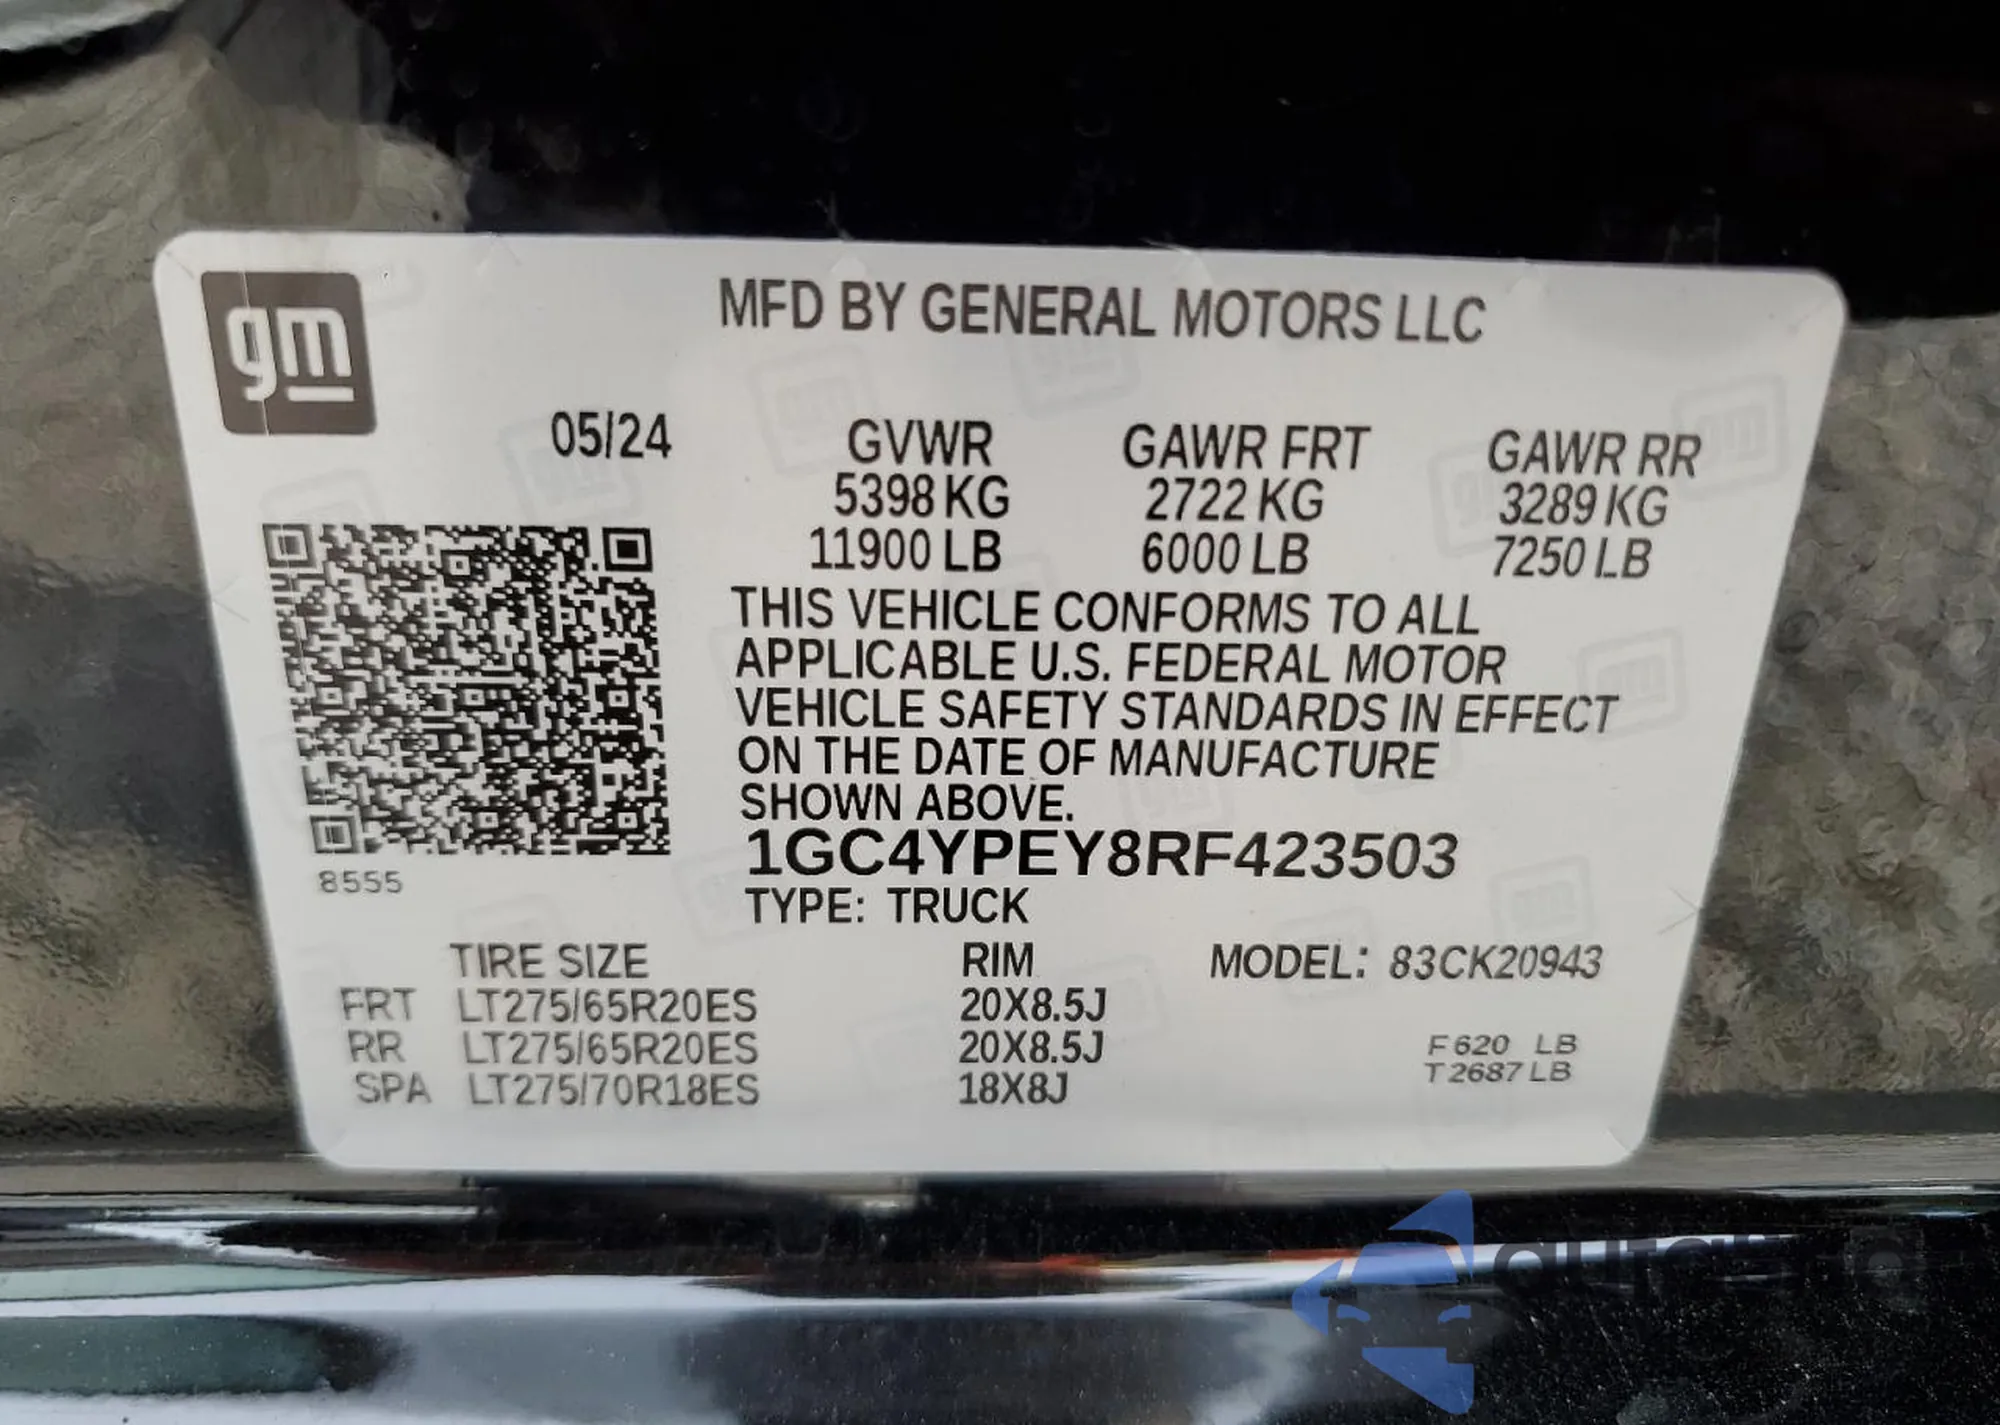 gm
MFD BY GENERAL MOTORS LLC
05/24 GVWR GAWR FRT GAWR RR
5398 KG 2722 KG 3289 KG
11900 LB 6000 LB 7250 LB
THIS VEHICLE CONFORMS TO ALL
APPLICABLE U.S. FEDERAL MOTOR
VEHICLE SAFETY STANDARDS IN EFFECT
ON THE DATE OF MANUFACTURE
SHOWN ABOVE.
1GC4YPEY8RF423503
8555
TYPE: TRUCK
TIRE SIZE RIM MODEL: 83CK20943
FRT LT275/65R20ES 20X8.5J
RR LT275/65R20ES 20X8.5J F 620 LB
SPA LT275/70R18ES 18X8J T 2687 LB